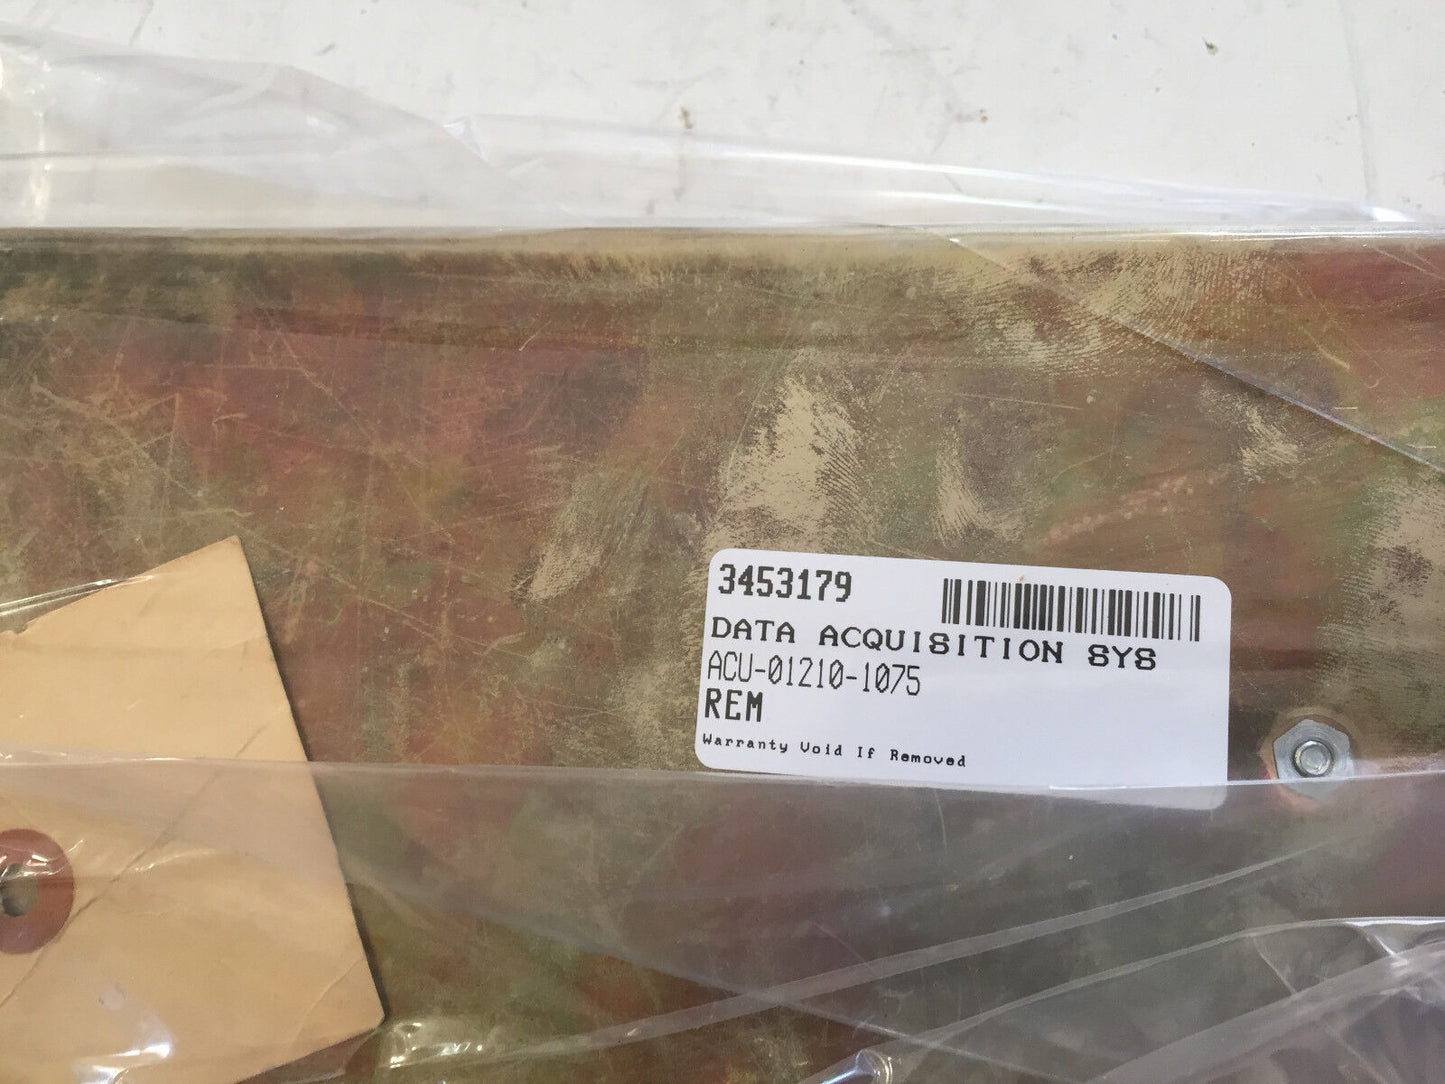 3453179
DATA ACQUISITION SYS
ACU-01210-1075
REM
Warranty Void If Removed